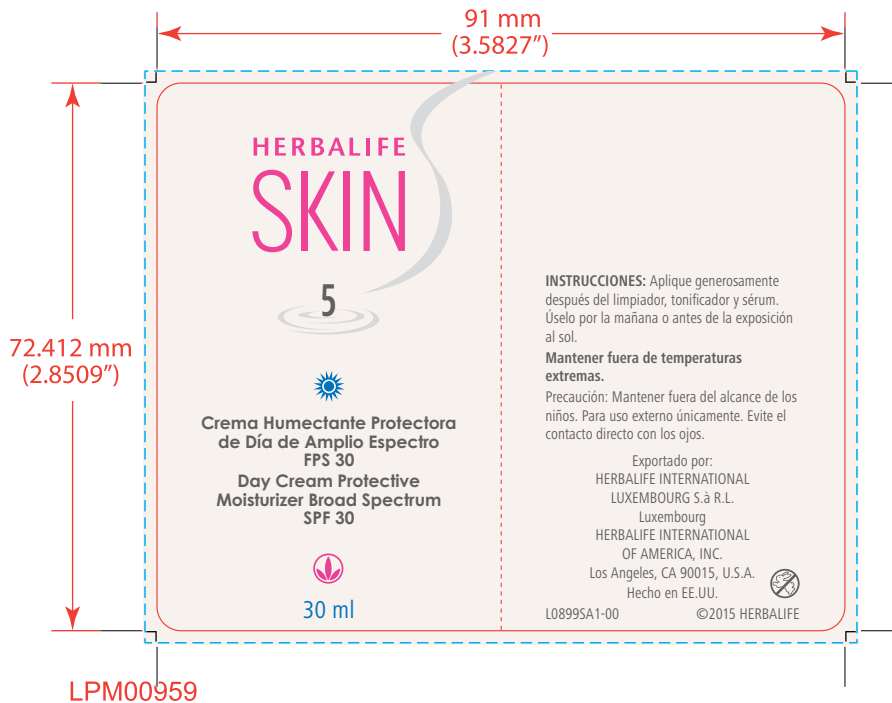 91 mm
(3.5827”)
72.412 mm
(2.8509”)
HERBALIFE
SKIN
5
Crema Humectante Protectora
de Día de Amplio Espectro
FPS 30
Day Cream Protective
Moisturizer Broad Spectrum
SPF 30
30 ml
INSTRUCCIONES: Aplique generosamente
después del limpiador, tonificador y sérum.
Úselo por la mañana o antes de la exposición
al sol.
Mantener fuera de temperaturas
extremas.
Precaución: Mantener fuera del alcance de los
niños. Para uso externo únicamente. Evite el
contacto directo con los ojos.
Exportado por:
HERBALIFE INTERNATIONAL
LUXEMBOURG S.à R.L.
Luxembourg
HERBALIFE INTERNATIONAL
OF AMERICA, INC.
Los Angeles, CA 90015, U.S.A.
Hecho en EE.UU.
L0899SA1-00 ©2015 HERBALIFE
LPM00959